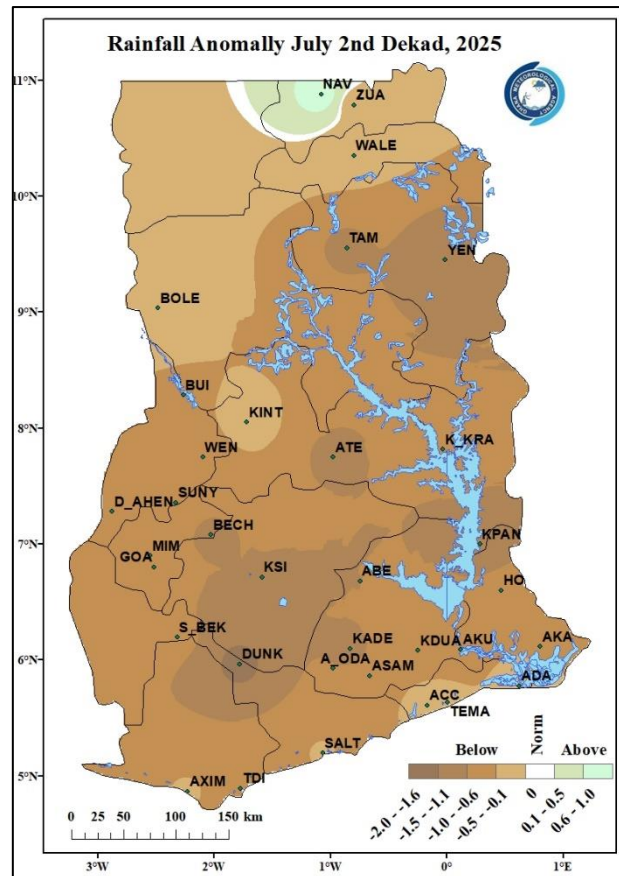 Rainfall Anomally July 2nd Dekad, 2025
11°N
10°N
9°N
8°N
7°N
6°N
5°N
NAV
ZUA
WALE
TAM
YEN
BOLE
BUI
KINT
WEN
ATE
K_KRA
D_AHEN
SUNY
BECH
KPAN
GOA
MIM
KSI
ABE
HO
S_BEK
DUNK
KADE
A_ODA
ASAM
KDUA
AKU
AKA
ADA
ACC
TEMA
SALT
AXIM
TDI
Below
Norm
Above
-2.0 - -1.6
-1.5 - -1.1
-1.0 - -0.6
-0.5 - -0.1
0
0.1 - 0.5
0.6 - 1.0
0 25 50 100 150 km
3°W 2°W 1°W 0° 1°E